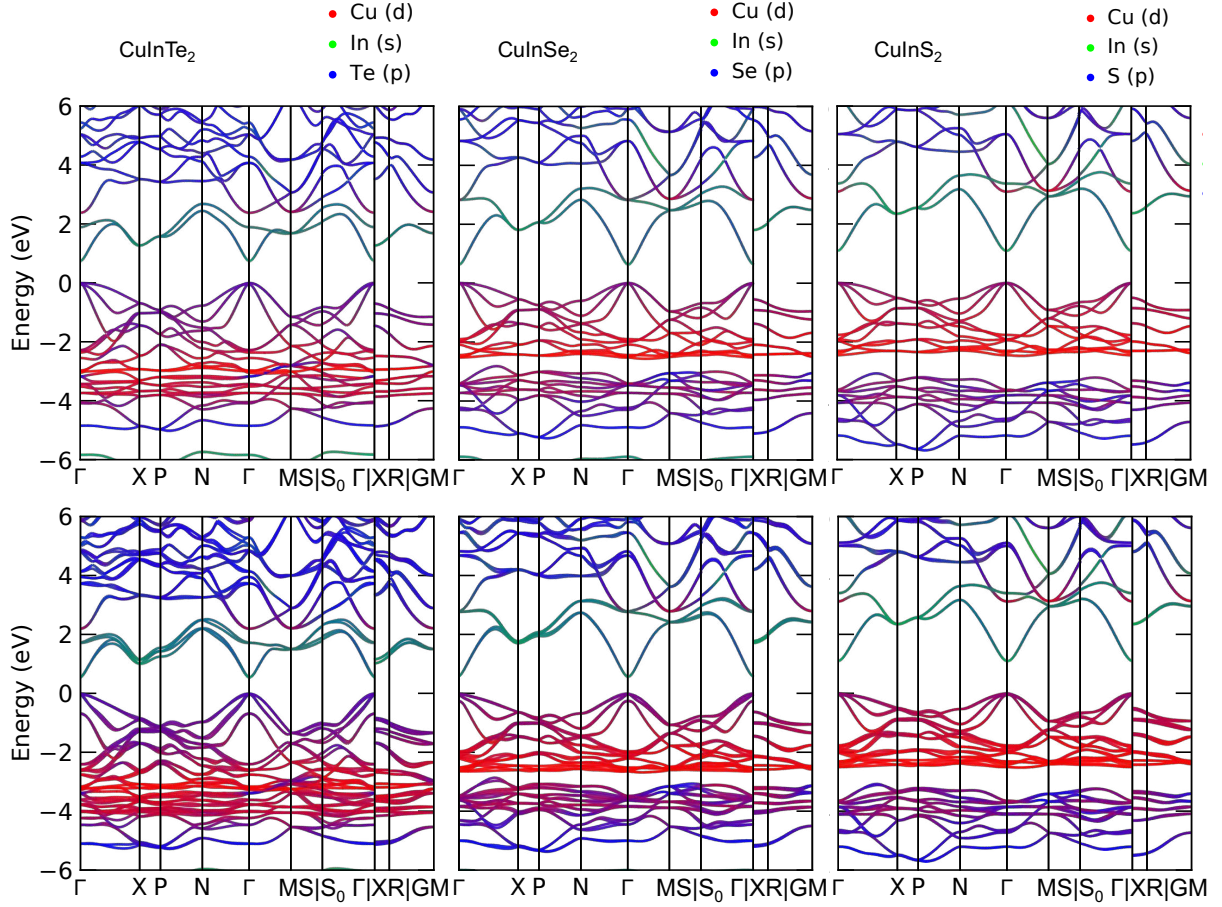 CuInTe₂
Cu (d)
In (s)
Te (p)
CuInSe₂
Cu (d)
In (s)
Se (p)
CuInS₂
Cu (d)
In (s)
S (p)
Energy (eV)
6
4
2
0
−2
−4
−6
Γ X P N Γ MS|S₀ Γ|XR|GM
Γ X P N Γ MS|S₀ Γ|XR|GM
Γ X P N Γ MS|S₀ Γ|XR|GM
Energy (eV)
6
4
2
0
−2
−4
−6
Γ X P N Γ MS|S₀ Γ|XR|GM
Γ X P N Γ MS|S₀ Γ|XR|GM
Γ X P N Γ MS|S₀ Γ|XR|GM